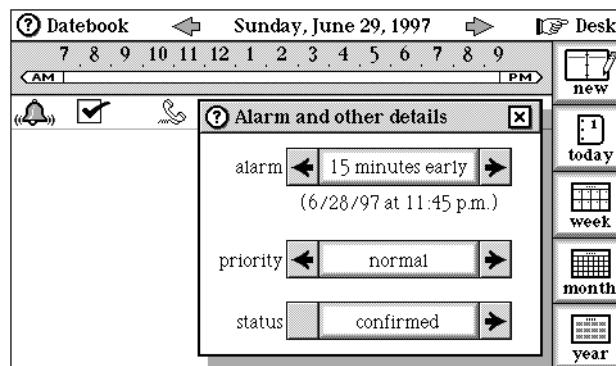 ? Datebook Sunday, June 29, 1997 Desk
7 8 9 10 11 12 1 2 3 4 5 6 7 8 9
AM PM
new
? Alarm and other details
1
today
alarm 15 minutes early
(6/28/97 at 11:45 p.m.)
week
priority normal
month
status confirmed
year